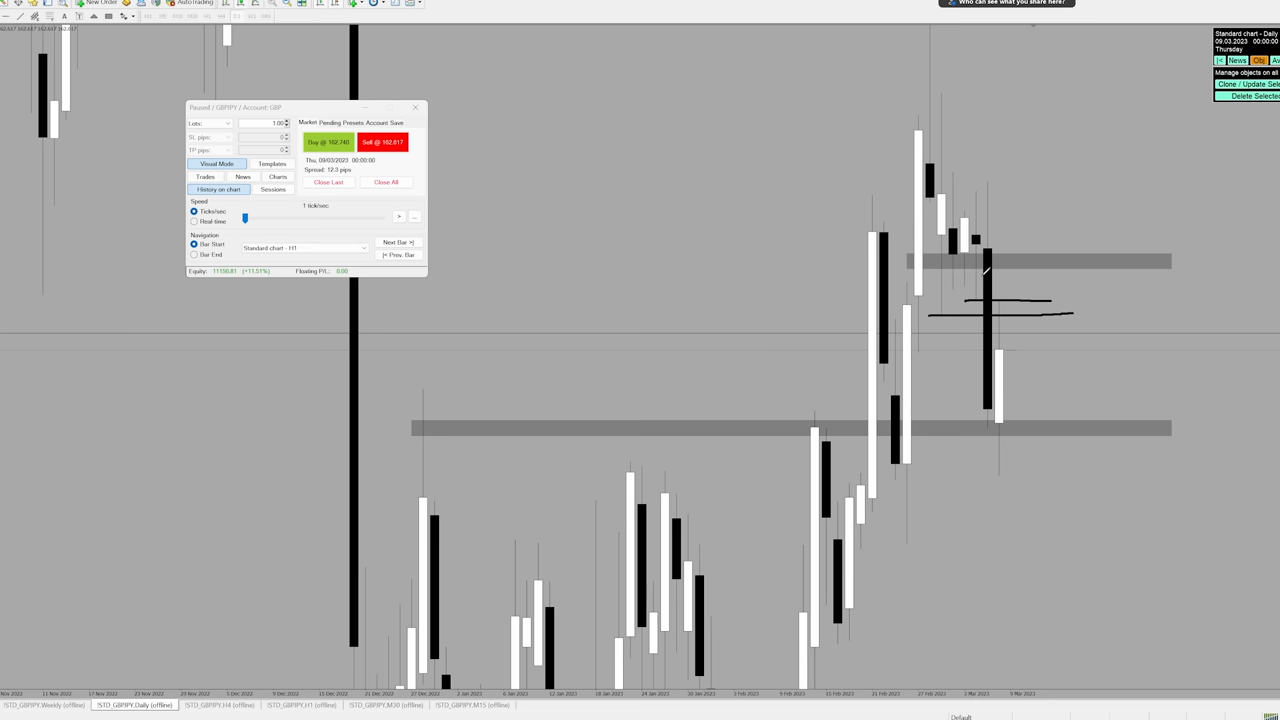 New Order
AutoTrading
Who can see what you share here?
162.617 162.617 162.617
Standard chart - Daily
09.03.2023 00:00:00
Thursday
|< News Obj Av
Manage objects on all
Clone / Update Sele
Delete Selected
Paused / GBPJPY / Account: GBP
Lots: 1.00
Market Pending Presets Account Save
SL pips: 0
TP pips: 0
Buy @ 162.740 Sell @ 162.617
Visual Mode Templates
Thu, 09/03/2023 00:00:00
Spread: 12.3 pips
Trades News Charts
Close Last Close All
History on chart Sessions
Speed
1 tick/sec.
Ticks/sec
Real-time
> ...
Navigation
Bar Start
Standard chart - H1
Next Bar >|
Bar End
|< Prev. Bar
Equity: 11150.81 (+11.51%) Floating P/L: 0.00
Nov 2022 11 Nov 2022 17 Nov 2022 23 Nov 2022 29 Nov 2022 5 Dec 2022 9 Dec 2022 15 Dec 2022 21 Dec 2022 27 Dec 2022 2 Jan 2023 6 Jan 2023 12 Jan 2023 18 Jan 2023 24 Jan 2023 30 Jan 2023 3 Feb 2023 9 Feb 2023 15 Feb 2023 21 Feb 2023 27 Feb 2023 3 Mar 2023 9 Mar 2023
!STD_GBPJPY.Weekly (offline) !STD_GBPJPY.Daily (offline) !STD_GBPJPY.H4 (offline) !STD_GBPJPY.H1 (offline) !STD_GBPJPY.M30 (offline) !STD_GBPJPY.M15 (offline)
Default